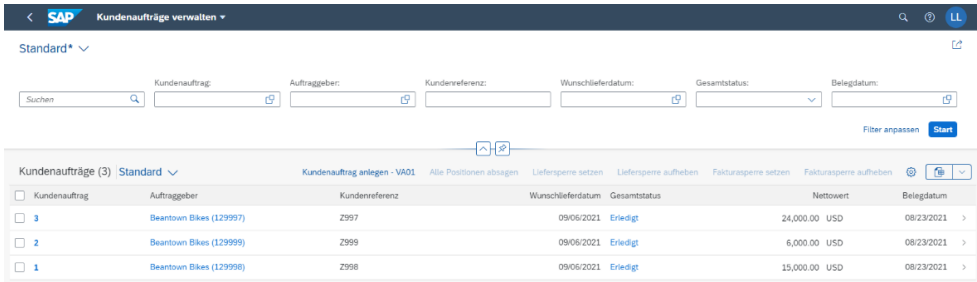 SAP Kundenaufträge verwalten LL
Standard*
Kundenauftrag: Auftraggeber: Kundenreferenz: Wunschlieferdatum: Gesamtstatus: Belegdatum:
Suchen
Filter anpassen Start
Kundenaufträge (3) Standard Kundenauftrag anlegen - VA01 Alle Positionen absagen Liefersperre setzen Liefersperre aufheben Fakturasperre setzen Fakturasperre aufheben
Kundenauftrag Auftraggeber Kundenreferenz Wunschlieferdatum Gesamtstatus Nettowert Belegdatum
3 Beantown Bikes (129997) Z997 09/06/2021 Erledigt 24,000.00 USD 08/23/2021
2 Beantown Bikes (129999) Z999 09/06/2021 Erledigt 6,000.00 USD 08/23/2021
1 Beantown Bikes (129998) Z998 09/06/2021 Erledigt 15,000.00 USD 08/23/2021